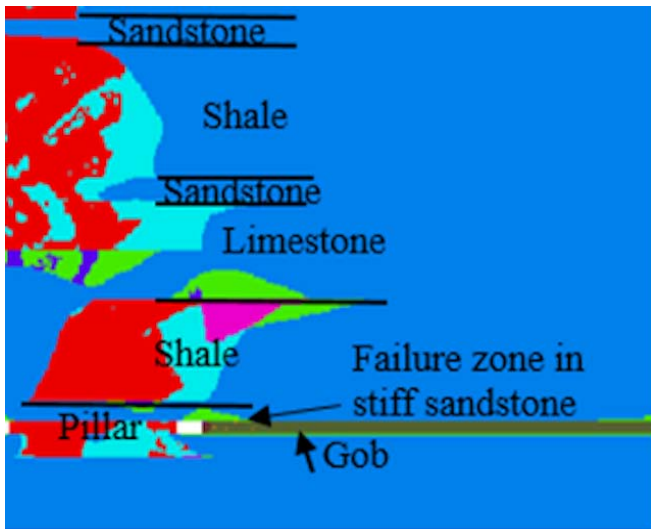 Sandstone
Shale
Sandstone
Limestone
Shale
Failure zone in
stiff sandstone
Pillar
Gob